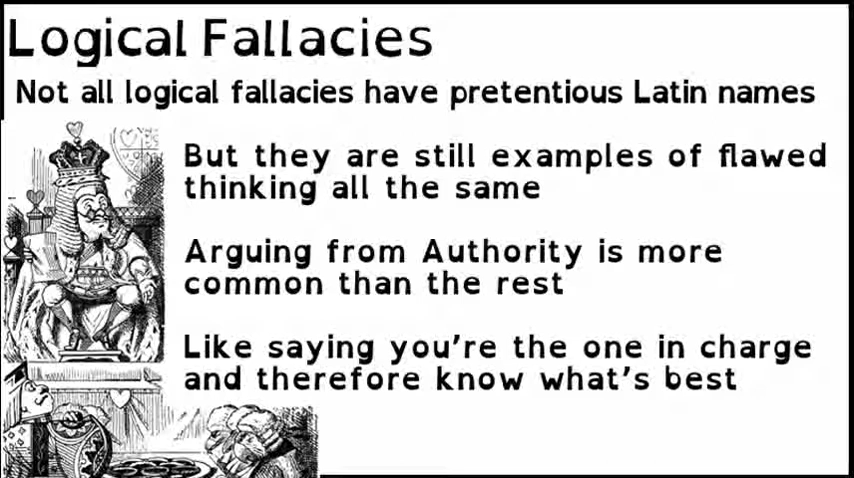 Logical Fallacies
Not all logical fallacies have pretentious Latin names
But they are still examples of flawed
thinking all the same
Arguing from Authority is more
common than the rest
Like saying you're the one in charge
and therefore know what's best